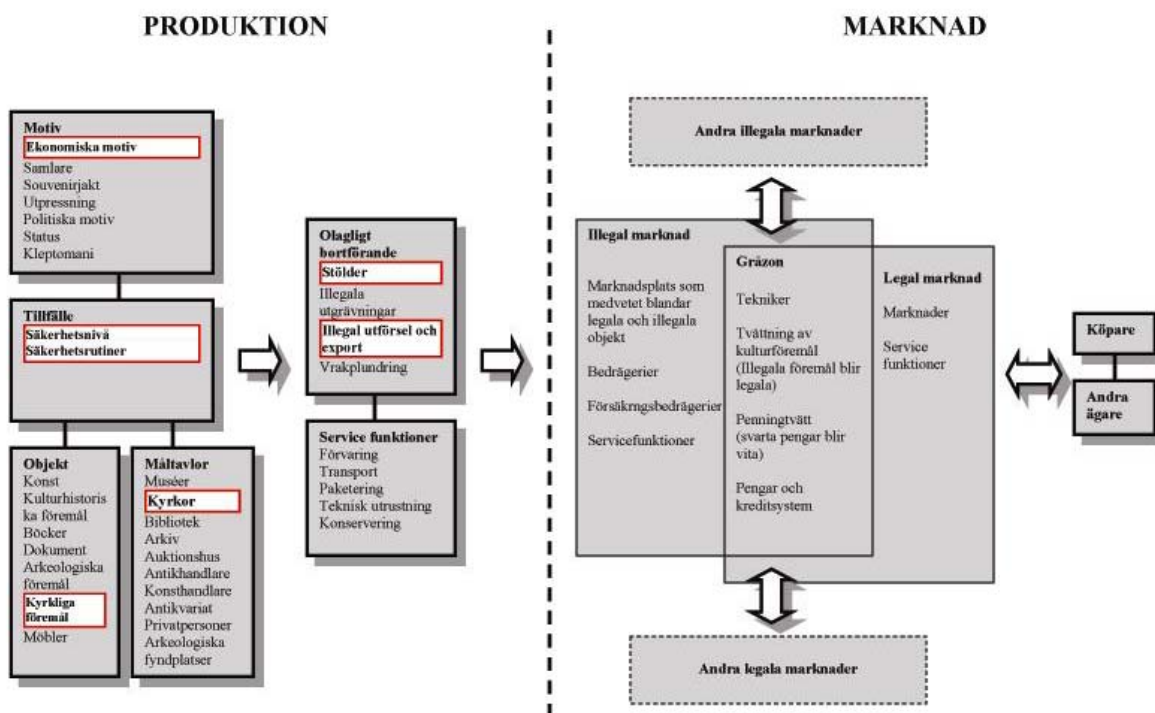 PRODUKTION
Motiv
Ekonomiska motiv
Samlare
Souvenirjakt
Utpressning
Politiska motiv
Status
Kleptomani
Tillfälle
Säkerhetsnivå
Säkerhetsrutiner
Objekt
Konst
Kulturhistoris
ka föremål
Böcker
Dokument
Arkeologiska
föremål
Kyrkliga
föremål
Möbler
Måltavlor
Muséer
Kyrkor
Bibliotek
Arkiv
Auktionshus
Antikhandlare
Konsthandlare
Antikvariat
Privatpersoner
Arkeologiska
fyndplatser
Olagligt
bortförande
Stölder
Illegala
utgrävningar
Illegal utförsel och
export
Vrakplundring
Service funktioner
Förvaring
Transport
Paketering
Teknisk utrustning
Konservering
MARKNAD
Andra illegala marknader
Illegal marknad
Marknadsplats som
medvetet blandar
legala och illegala
objekt
Bedrägerier
Försäkrngsbedrägerier
Servicefunktioner
Gråzon
Tekniker
Tvättning av
kulturföremål
(Illegala föremål blir
legala)
Penningtvätt
(svarta pengar blir
vita)
Pengar och
kreditsystem
Legal marknad
Marknader
Service
funktioner
Köpare
Andra
ägare
Andra legala marknader